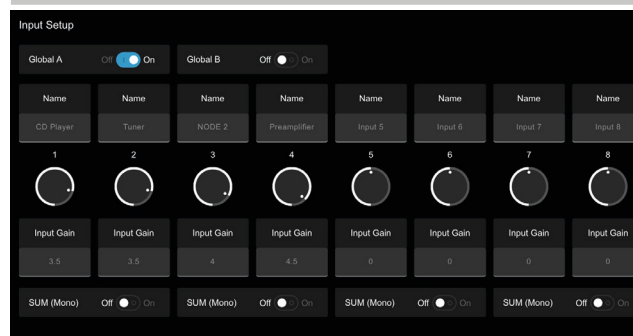 Input Setup
Global A Off On Global B Off On
Name Name Name Name Name Name Name Name
CD Player Tuner NODE 2 Preamplifier Input 5 Input 6 Input 7 Input 8
1 2 3 4 5 6 7 8
Input Gain Input Gain Input Gain Input Gain Input Gain Input Gain Input Gain Input Gain
3.5 3.5 4 4.5 0 0 0 0
SUM (Mono) Off On SUM (Mono) Off On SUM (Mono) Off On SUM (Mono) Off On